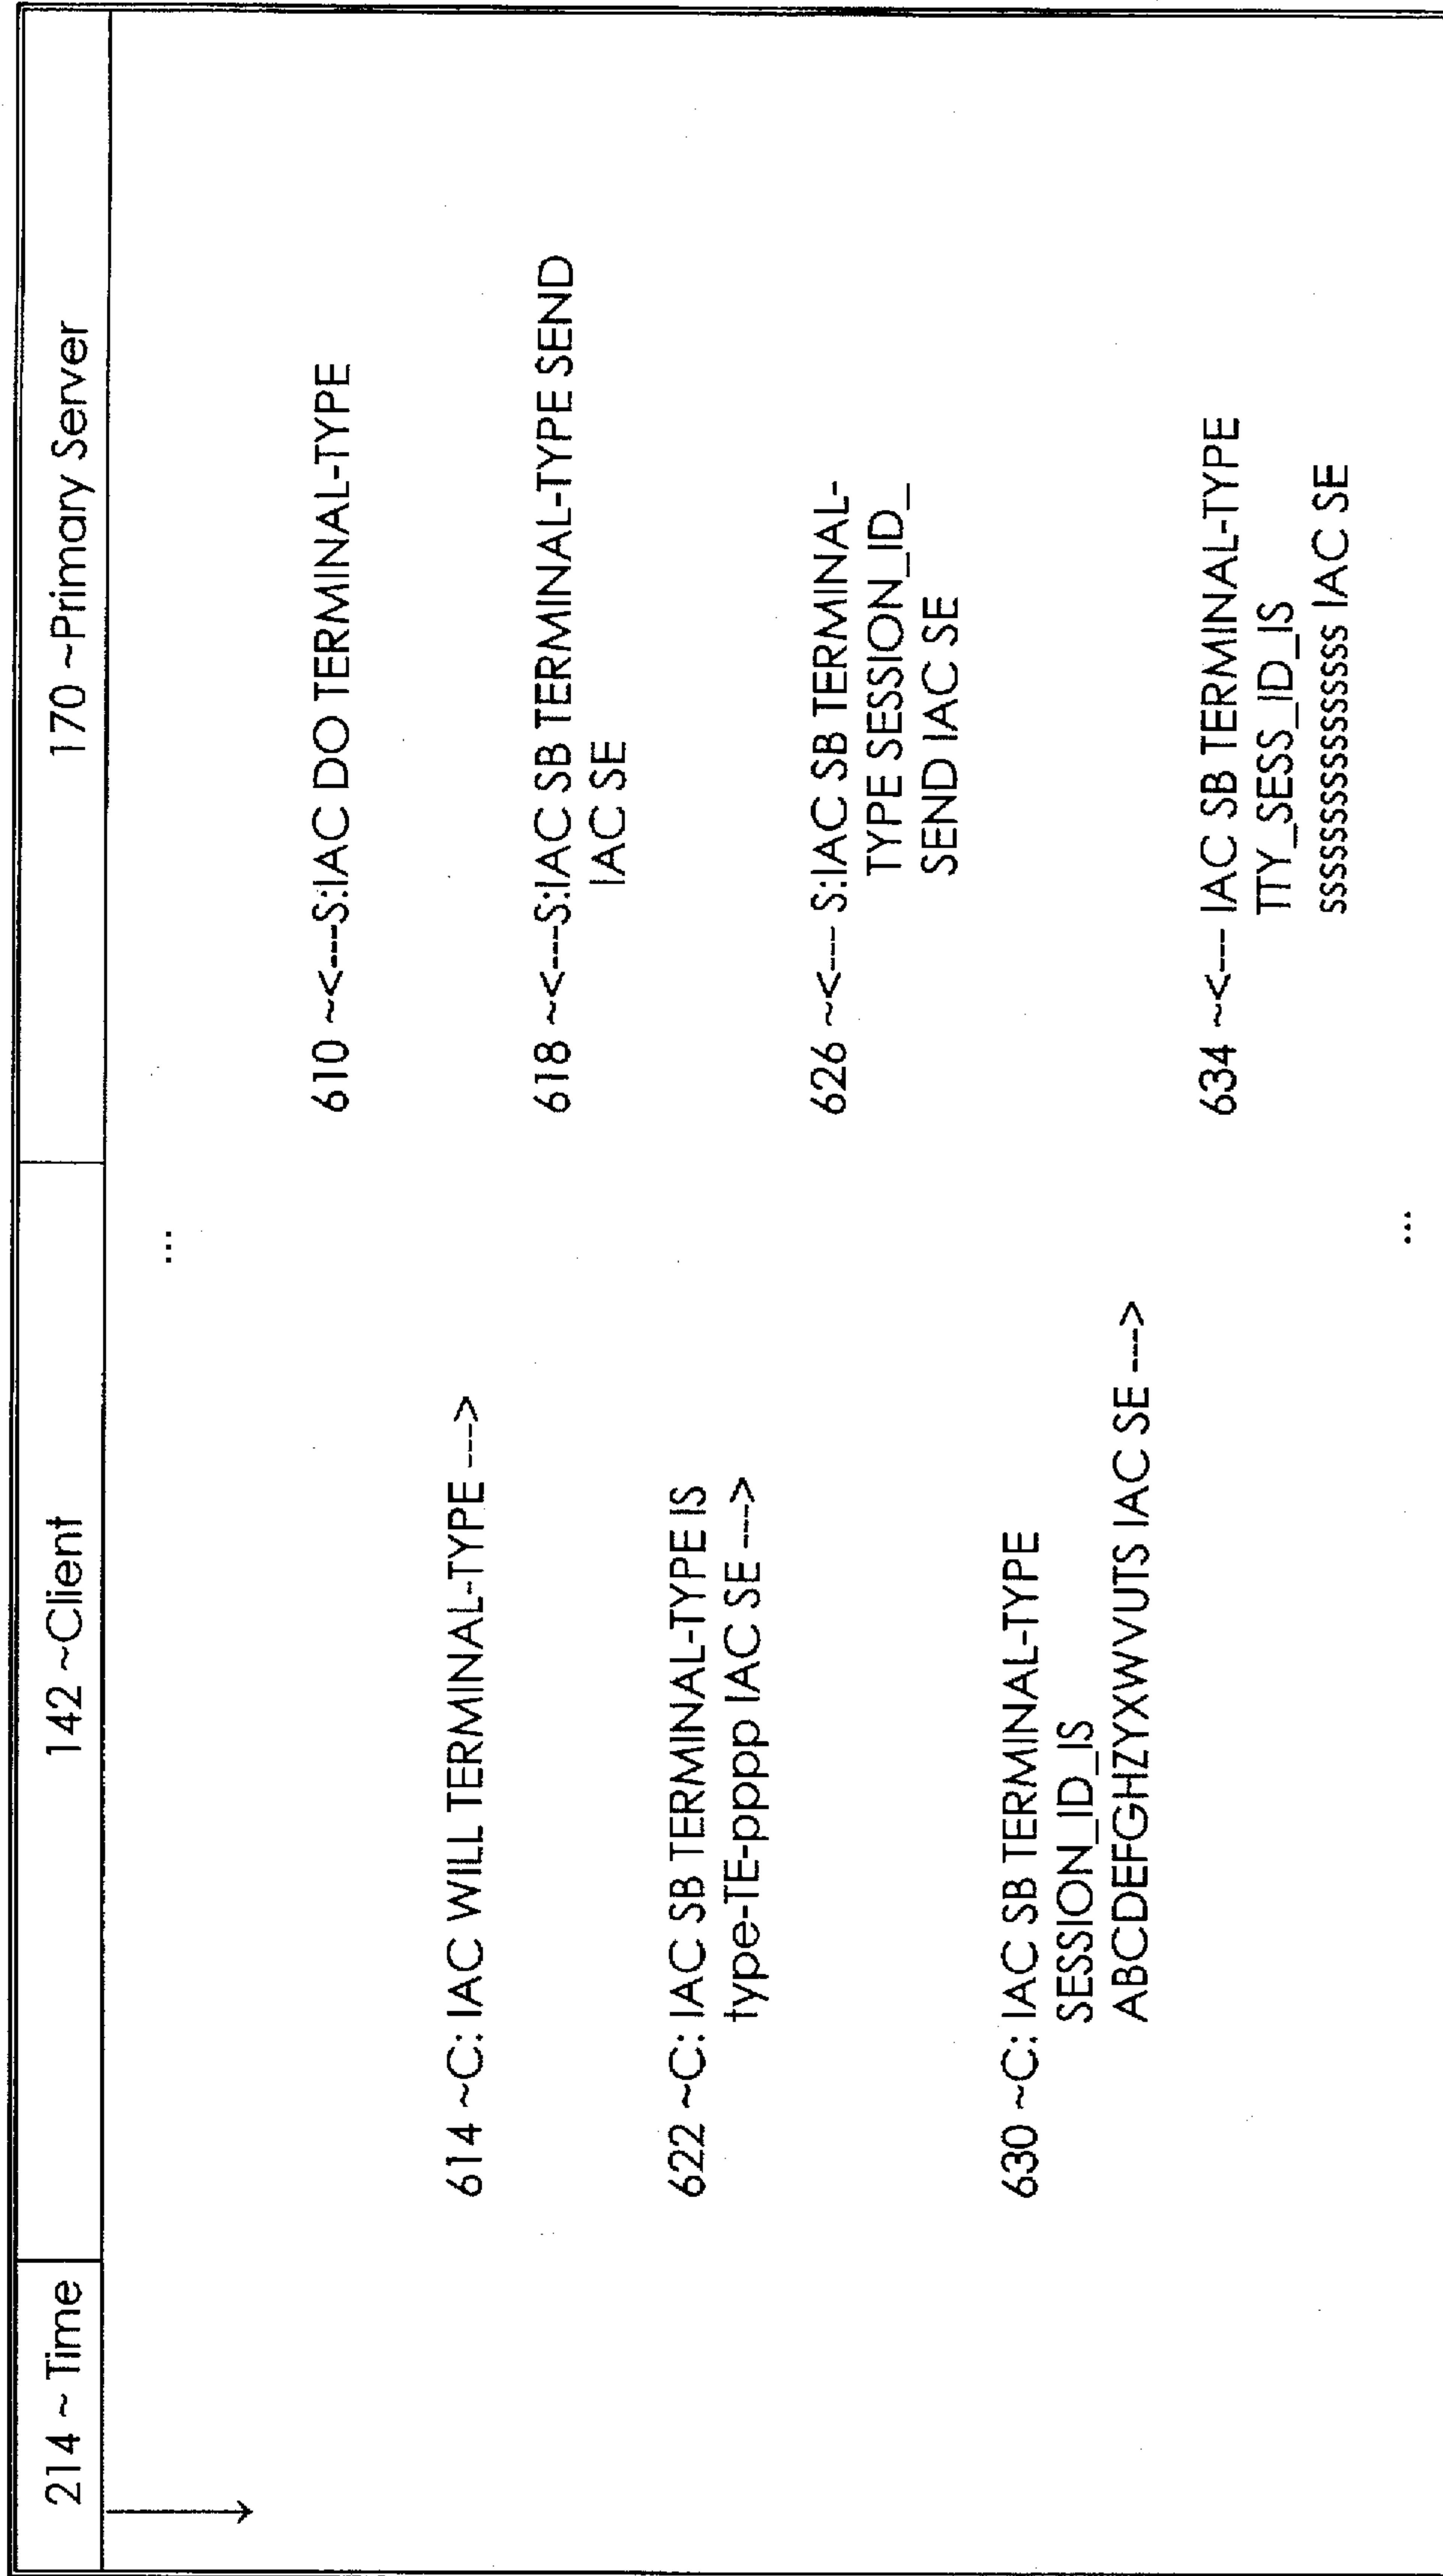 214 ~ Time
142 ~Client
170 ~Primary Server
...
610 ~<---S:IAC DO TERMINAL-TYPE
614 ~C: IAC WILL TERMINAL-TYPE --->
618 ~<---S:IAC SB TERMINAL-TYPE SEND
IAC SE
622 ~C: IAC SB TERMINAL-TYPE IS
type-TE-pppp IAC SE --->
626 ~<--- S:IAC SB TERMINAL-
TYPE SESSION_ID_
SEND IAC SE
630 ~C: IAC SB TERMINAL-TYPE
SESSION_ID_IS
ABCDEFGHZYXWVUTS IAC SE --->
634 ~<--- IAC SB TERMINAL-TYPE
TTY_SESS_ID_IS
ssssssssssssssss IAC SE
...